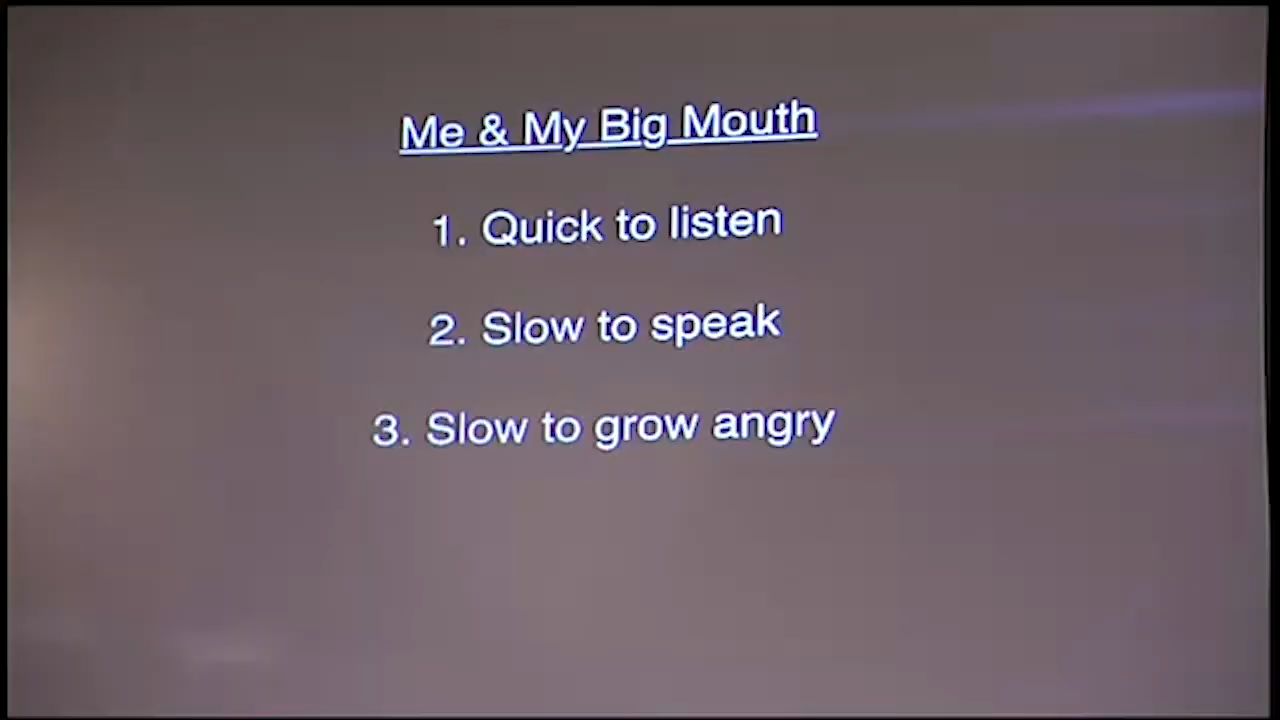 Me & My Big Mouth
1. Quick to listen
2. Slow to speak
3. Slow to grow angry